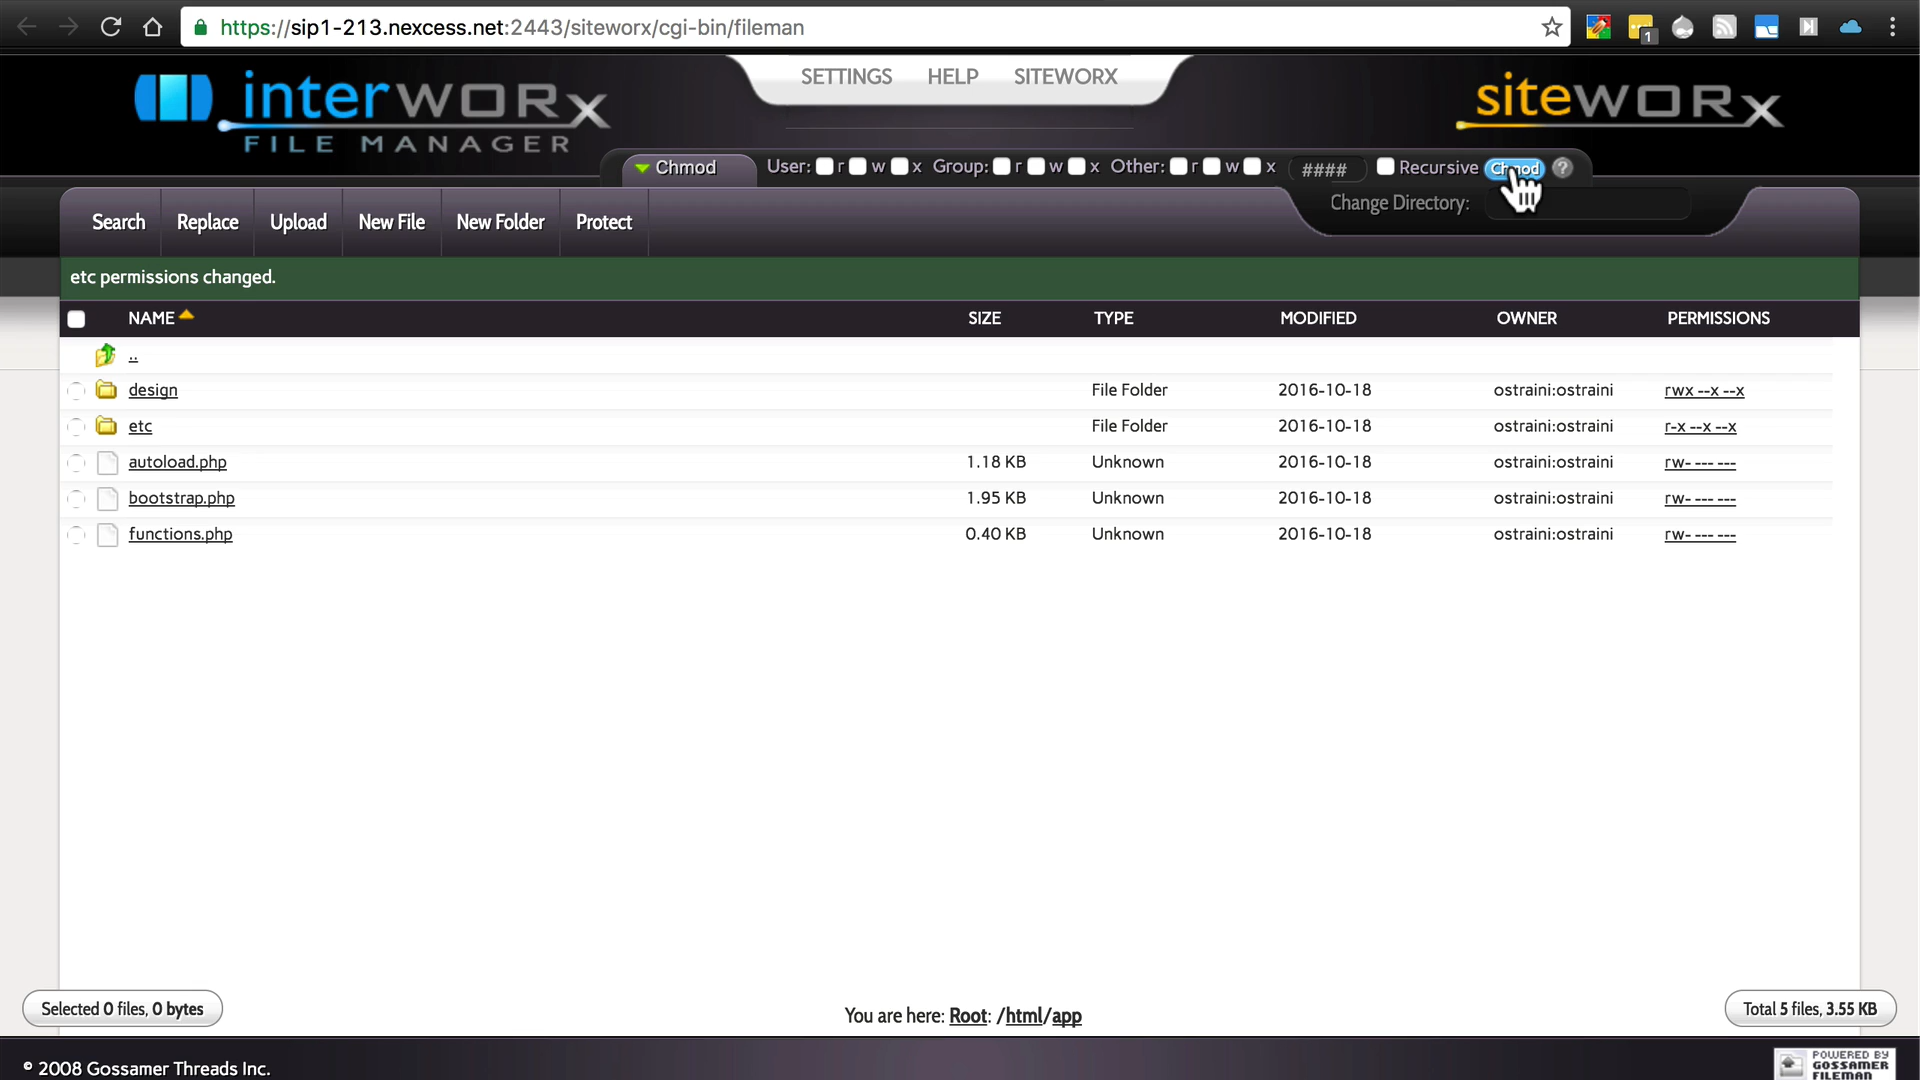 https://sip1-213.nexcess.net:2443/siteworx/cgi-bin/fileman
1
interworx
FILE MANAGER
SETTINGS HELP SITEWORX
siteworx
Chmod User: r w x Group: r w x Other: r w x #### Recursive Chmod ?
Change Directory:
Search Replace Upload New File New Folder Protect
etc permissions changed.
NAME SIZE TYPE MODIFIED OWNER PERMISSIONS
..
design File Folder 2016-10-18 ostraini:ostraini rwx --x --x
etc File Folder 2016-10-18 ostraini:ostraini r-x --x --x
autoload.php 1.18 KB Unknown 2016-10-18 ostraini:ostraini rw- --- ---
bootstrap.php 1.95 KB Unknown 2016-10-18 ostraini:ostraini rw- --- ---
functions.php 0.40 KB Unknown 2016-10-18 ostraini:ostraini rw- --- ---
Selected 0 files, 0 bytes
You are here: Root: /html/app
Total 5 files, 3.55 KB
© 2008 Gossamer Threads Inc.
POWERED BY
GOSSAMER
FILEMAN